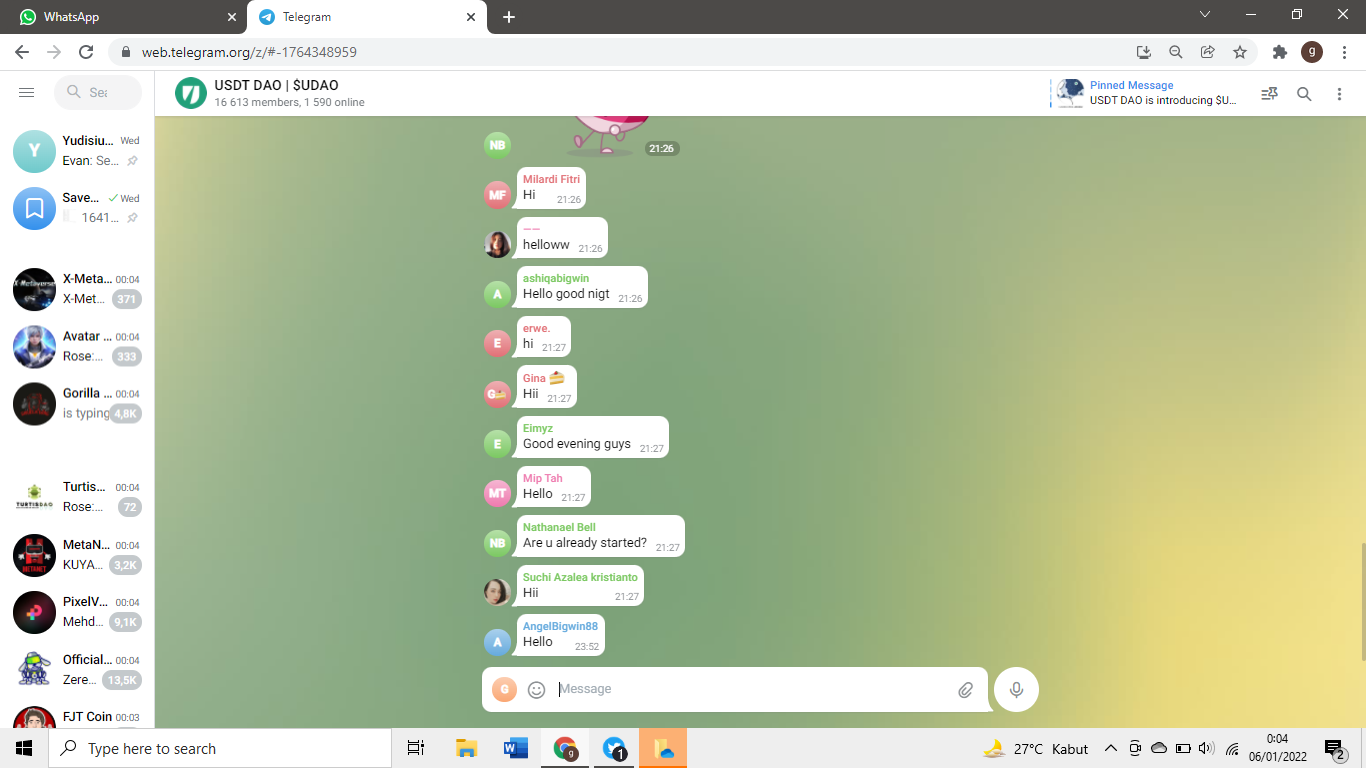 WhatsApp
Telegram
web.telegram.org/z/#-1764348959
g
Sea
USDT DAO | $UDAO
16 613 members, 1 590 online
Pinned Message
USDT DAO is introducing $U...
Y
Yudisiu... Wed
Evan: Se...
Save... Wed
1641...
X-Metaverse
X-Meta... 00:04
X-Met... 371
Avatar ... 00:04
Rose:... 333
Gorilla ... 00:04
is typing 4,8K
TURTISDAO
Turtis... 00:04
Rose:... 72
MetaN... 00:04
KUYA... 3,2K
PixelV... 00:04
Mehd... 9,1K
Official... 00:04
Zere... 13,5K
FJT Coin 00:03
NB
21:26
MF
Milardi Fitri
Hi 21:26
——
helloww 21:26
A
ashiqabigwin
Hello good nigt 21:26
E
erwe.
hi 21:27
G🍰
Gina 🍰
Hii 21:27
E
Eimyz
Good evening guys 21:27
MT
Mip Tah
Hello 21:27
NB
Nathanael Bell
Are u already started? 21:27
Suchi Azalea kristianto
Hii 21:27
A
AngelBigwin88
Hello 23:52
G
Message
Type here to search
W
g
1
27°C Kabut
0:04
06/01/2022
2